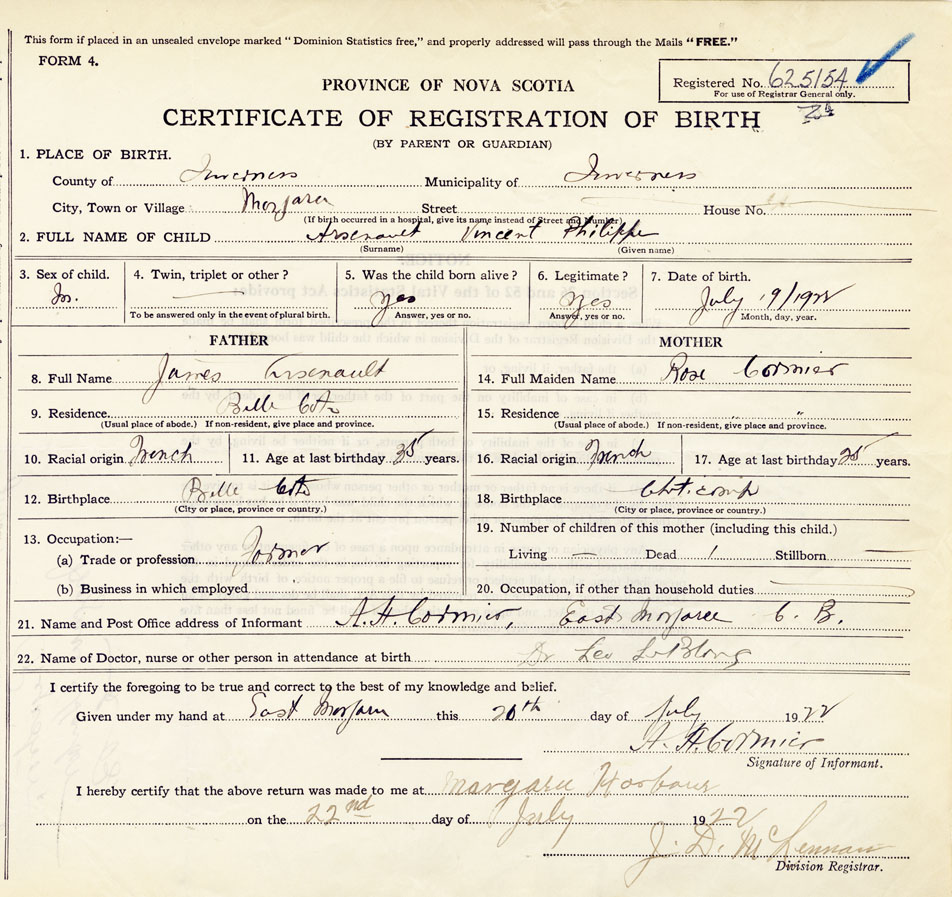 This form if placed in an unsealed envelope marked "Dominion Statistics free," and properly addressed will pass through the Mails "FREE."
FORM 4.
Registered No. 625154
For use of Registrar General only.
PROVINCE OF NOVA SCOTIA
CERTIFICATE OF REGISTRATION OF BIRTH
(BY PARENT OR GUARDIAN)
1. PLACE OF BIRTH.
County of Inverness Municipality of Inverness
City, Town or Village Margaree Street House No.
(If birth occurred in a hospital, give its name instead of Street and Number)
2. FULL NAME OF CHILD Arsenault Vincent Philippe
(Surname) (Given name)
3. Sex of child. 4. Twin, triplet or other? 5. Was the child born alive? 6. Legitimate? 7. Date of birth.
M. yes yes July 19/1922
To be answered only in the event of plural birth. Answer, yes or no. Answer, yes or no. Month, day, year.
FATHER MOTHER
8. Full Name James Arsenault 14. Full Maiden Name Rose Cormier
9. Residence Belle Cote 15. Residence " "
(Usual place of abode.) If non-resident, give place and province. (Usual place of abode.) If non-resident, give place and province.
10. Racial origin French 11. Age at last birthday 35 years. 16. Racial origin French 17. Age at last birthday 25 years.
12. Birthplace Belle Cote 18. Birthplace Cheticamp
(City or place, province or country.) (City or place, province or country.)
13. Occupation:— 19. Number of children of this mother (including this child.)
(a) Trade or profession Farmer Living — Dead 1 Stillborn —
(b) Business in which employed 20. Occupation, if other than household duties
21. Name and Post Office address of Informant A. H. Cormier, East Margaree C. B.
22. Name of Doctor, nurse or other person in attendance at birth Dr Leo LeBlanc
I certify the foregoing to be true and correct to the best of my knowledge and belief.
Given under my hand at East Margaree this 20th day of July 1922
A. H. Cormier
Signature of Informant.
I hereby certify that the above return was made to me at Margaree Harbour
on the 22nd day of July 1922
J. D. McLennan
Division Registrar.